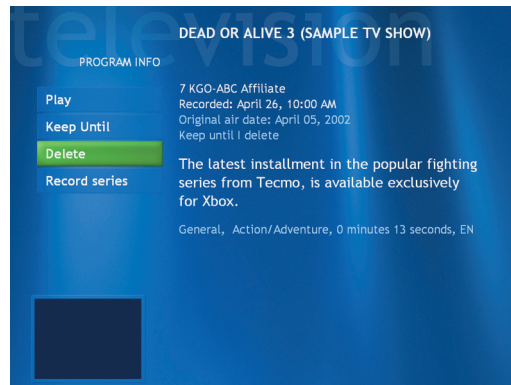 television
DEAD OR ALIVE 3 (SAMPLE TV SHOW)
PROGRAM INFO
7 KGO-ABC Affiliate
Recorded: April 26, 10:00 AM
Original air date: April 05, 2002
Keep until I delete
Play
Keep Until
Delete
Record series
The latest installment in the popular fighting
series from Tecmo, is available exclusively
for Xbox.
General, Action/Adventure, 0 minutes 13 seconds, EN